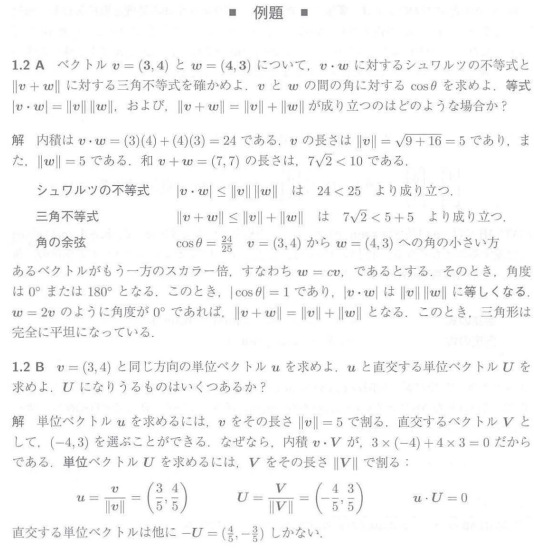 ■ 例題 ■
1.2 A ベクトル v = (3, 4) と w = (4, 3) について，v・w に対するシュワルツの不等式と
‖v + w‖ に対する三角不等式を確かめよ．v と w の間の角に対する cos θ を求めよ．等式
|v・w| = ‖v‖ ‖w‖，および，‖v + w‖ = ‖v‖ + ‖w‖ が成り立つのはどのような場合か？
解 内積は v・w = (3)(4) + (4)(3) = 24 である．v の長さは ‖v‖ = √9 + 16 = 5 であり，ま
た，‖w‖ = 5 である．和 v + w = (7, 7) の長さは，7√2 < 10 である．
シュワルツの不等式 |v・w| ≤ ‖v‖ ‖w‖ は 24 < 25 より成り立つ．
三角不等式 ‖v + w‖ ≤ ‖v‖ + ‖w‖ は 7√2 < 5 + 5 より成り立つ．
角の余弦 cos θ = 24/25 v = (3, 4) から w = (4, 3) への角の小さい方
あるベクトルがもう一方のスカラー倍，すなわち w = cv，であるとする．そのとき，角度
は 0° または 180° となる．このとき，|cos θ| = 1 であり，|v・w| は ‖v‖ ‖w‖ に等しくなる．
w = 2v のように角度が 0° であれば，‖v + w‖ = ‖v‖ + ‖w‖ となる．このとき，三角形は
完全に平坦になっている．
1.2 B v = (3, 4) と同じ方向の単位ベクトル u を求めよ．u と直交する単位ベクトル U を
求めよ．U になりうるものはいくつあるか？
解 単位ベクトル u を求めるには，v をその長さ ‖v‖ = 5 で割る．直交するベクトル V と
して，(−4, 3) を選ぶことができる．なぜなら，内積 v・V が，3 × (−4) + 4 × 3 = 0 だから
である．単位ベクトル U を求めるには，V をその長さ ‖V‖ で割る：
u = v/‖v‖ = (3/5, 4/5) U = V/‖V‖ = (−4/5, 3/5) u・U = 0
直交する単位ベクトルは他に −U = (4/5, −3/5) しかない．